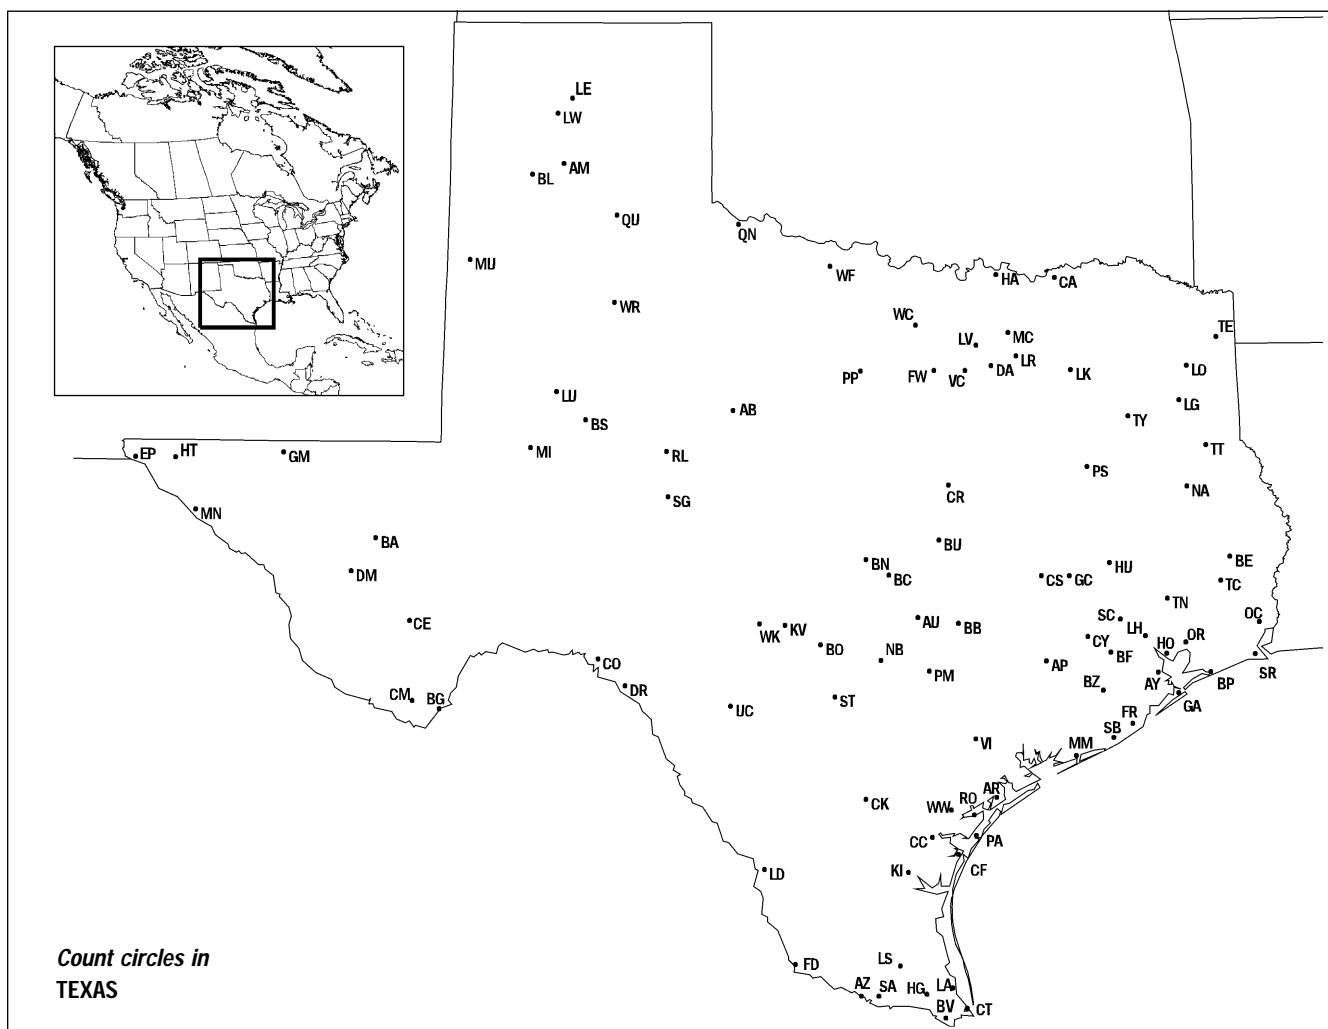 LE
LW
AM
BL
QU
QN
MU
WF
HA
CA
WR
WC
TE
LV
MC
LR
PP
FW
VC
DA
LK
LO
LU
AB
LG
BS
TY
EP
HT
GM
MI
RL
TT
PS
SG
CR
NA
MN
BA
BU
BE
DM
BN
BC
CS
GC
HU
TC
TN
CE
WK
KV
AU
BB
SC
LH
OC
BO
NB
CY
HO
OR
CO
AP
BF
SR
DR
PM
BZ
AY
BP
CM
BG
UC
ST
GA
FR
SB
VI
MM
CK
WW
RO
AR
CC
PA
LD
KI
CF
Count circles in
TEXAS
FD
LS
AZ
SA
HG
LA
BV
CT